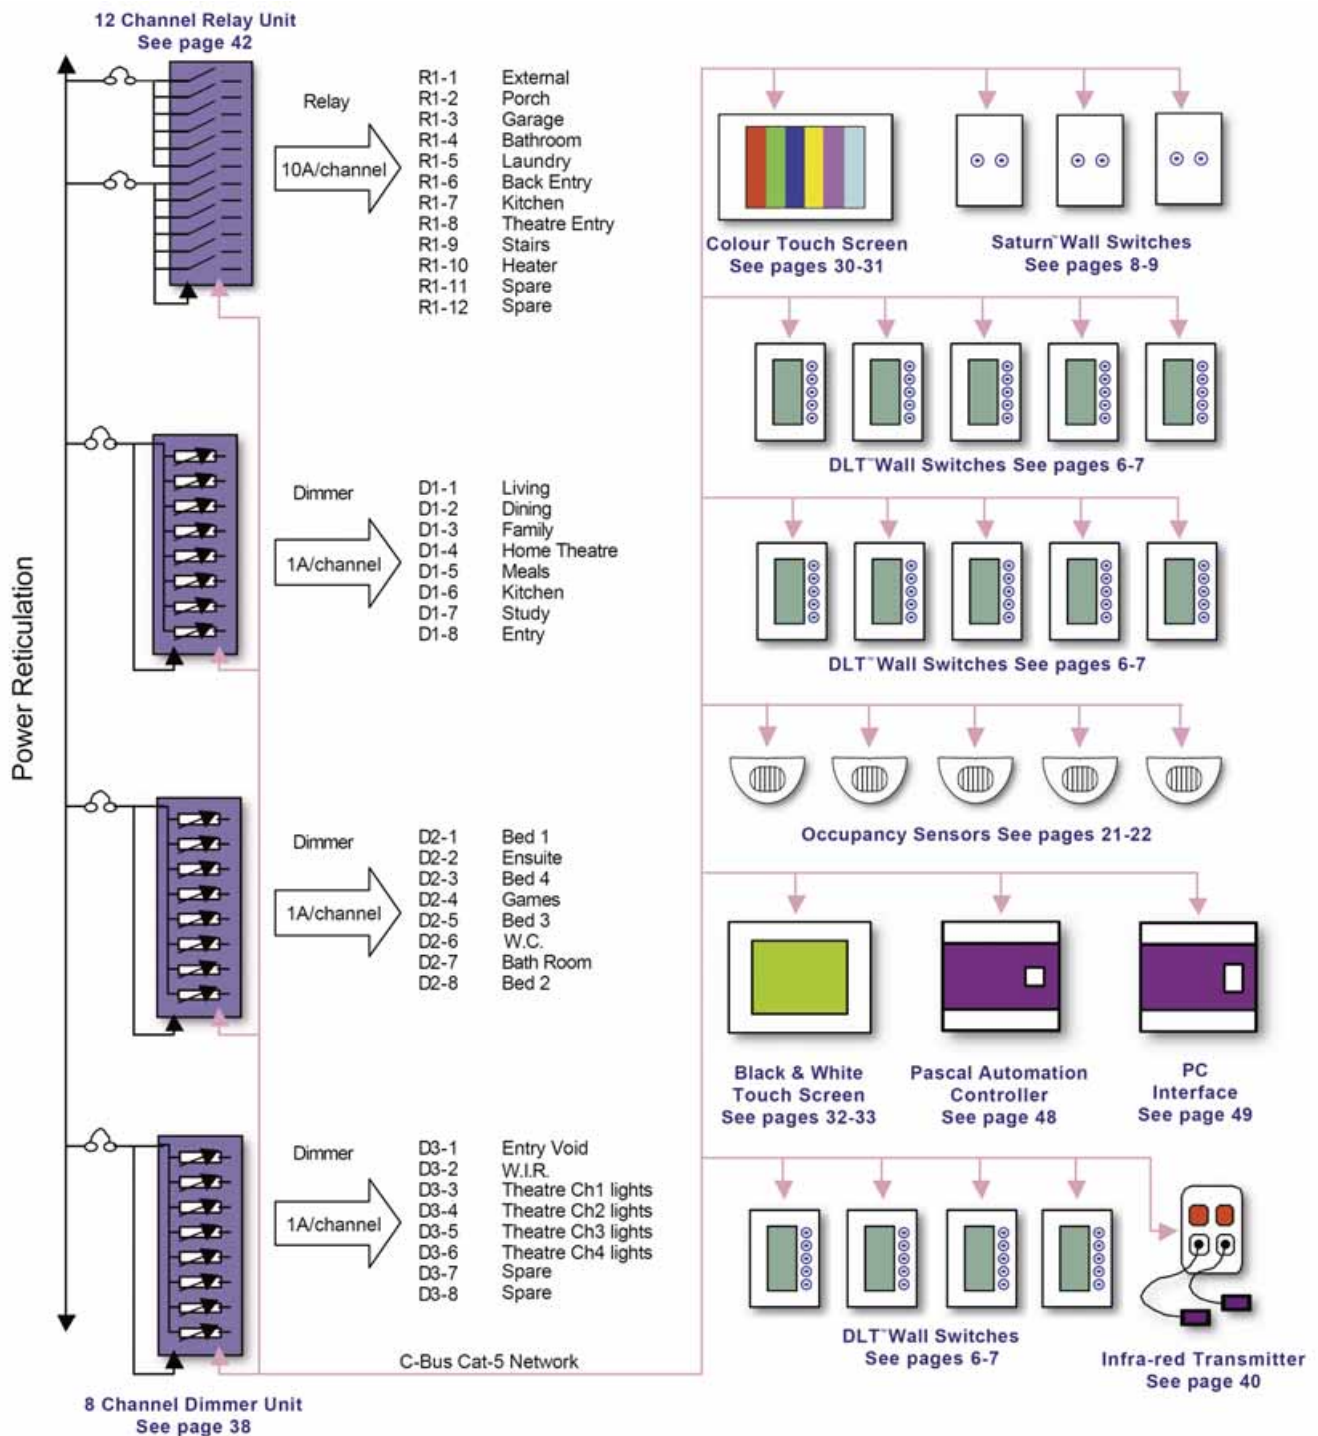 12 Channel Relay Unit
See page 42
Relay
10A/channel
R1-1 External
R1-2 Porch
R1-3 Garage
R1-4 Bathroom
R1-5 Laundry
R1-6 Back Entry
R1-7 Kitchen
R1-8 Theatre Entry
R1-9 Stairs
R1-10 Heater
R1-11 Spare
R1-12 Spare
Colour Touch Screen
See pages 30-31
Saturn™ Wall Switches
See pages 8-9
DLT™ Wall Switches See pages 6-7
Power Reticulation
Dimmer
1A/channel
D1-1 Living
D1-2 Dining
D1-3 Family
D1-4 Home Theatre
D1-5 Meals
D1-6 Kitchen
D1-7 Study
D1-8 Entry
DLT™ Wall Switches See pages 6-7
Occupancy Sensors See pages 21-22
Dimmer
1A/channel
D2-1 Bed 1
D2-2 Ensuite
D2-3 Bed 4
D2-4 Games
D2-5 Bed 3
D2-6 W.C.
D2-7 Bath Room
D2-8 Bed 2
Black & White
Touch Screen
See pages 32-33
Pascal Automation
Controller
See page 48
PC
Interface
See page 49
Dimmer
1A/channel
D3-1 Entry Void
D3-2 W.I.R.
D3-3 Theatre Ch1 lights
D3-4 Theatre Ch2 lights
D3-5 Theatre Ch3 lights
D3-6 Theatre Ch4 lights
D3-7 Spare
D3-8 Spare
DLT™ Wall Switches
See pages 6-7
Infra-red Transmitter
See page 40
C-Bus Cat-5 Network
8 Channel Dimmer Unit
See page 38